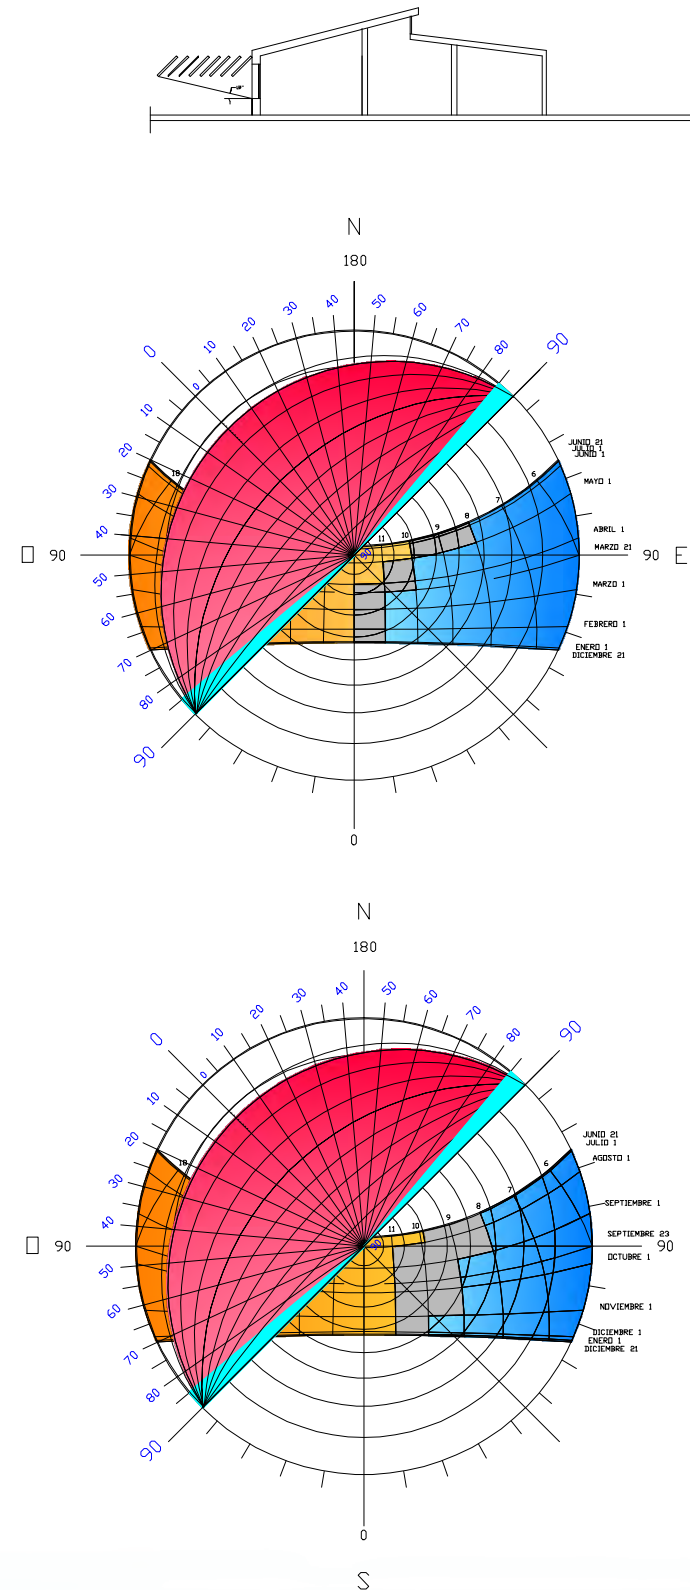 N
180
0 10 20 30 40 50 60 70 80 90
0
10
20
30
40
50
60
70
80
90
18
6
7
8
9
10
11
90
90
90 E
JUNIO 21
JULIO 1
JUNIO 1
MAYO 1
ABRIL 1
MARZO 21
MARZO 1
FEBRERO 1
ENERO 1
DICIEMBRE 21
0
N
180
0 10 20 30 40 50 60 70 80 90
0
10
20
30
40
50
60
70
80
90
18
6
7
8
9
10
11
90
90
JUNIO 21
JULIO 1
AGOSTO 1
SEPTIEMBRE 1
SEPTIEMBRE 23
OCTUBRE 1
NOVIEMBRE 1
DICIEMBRE 1
ENERO 1
DICIEMBRE 21
0
S